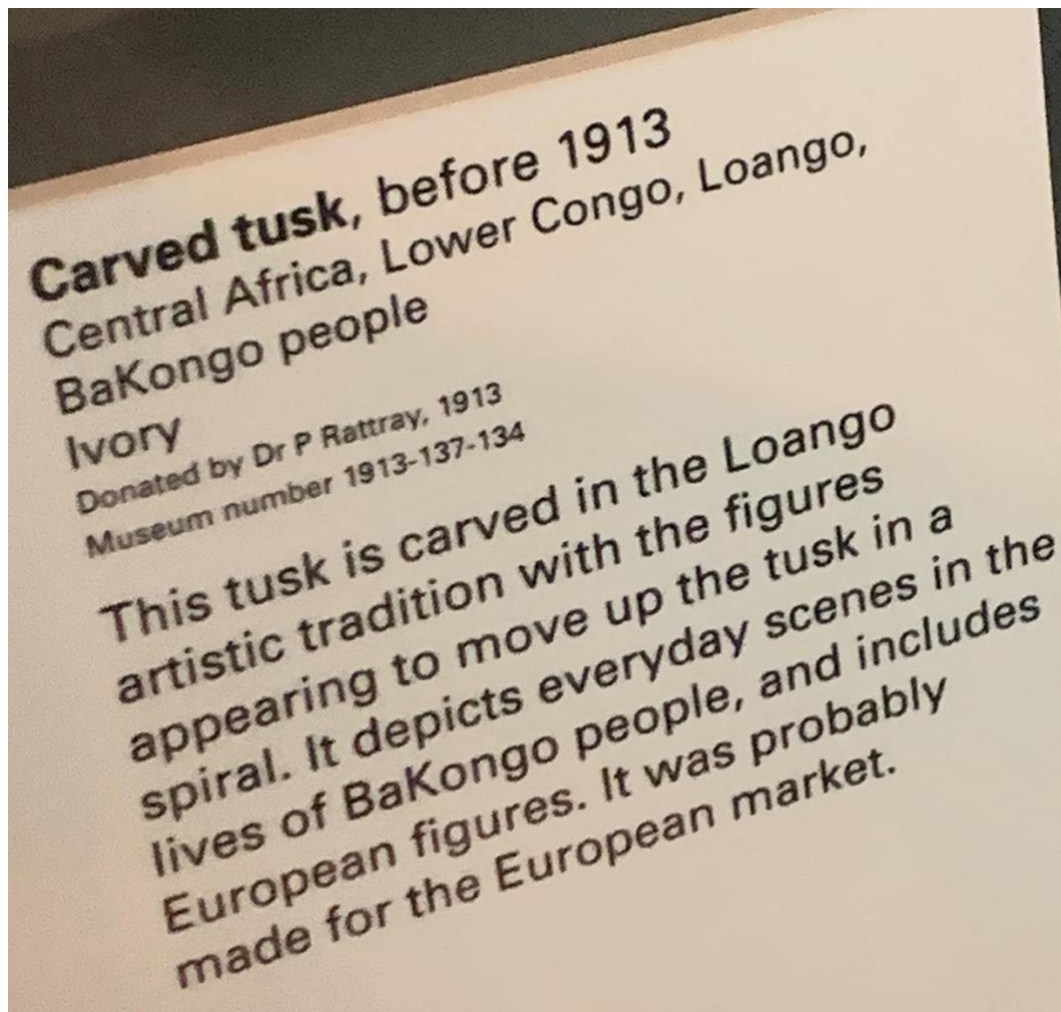 Carved tusk, before 1913
Central Africa, Lower Congo, Loango,
BaKongo people
Ivory
Donated by Dr P Rattray, 1913
Museum number 1913-137-134
This tusk is carved in the Loango
artistic tradition with the figures
appearing to move up the tusk in a
spiral. It depicts everyday scenes in the
lives of BaKongo people, and includes
European figures. It was probably
made for the European market.